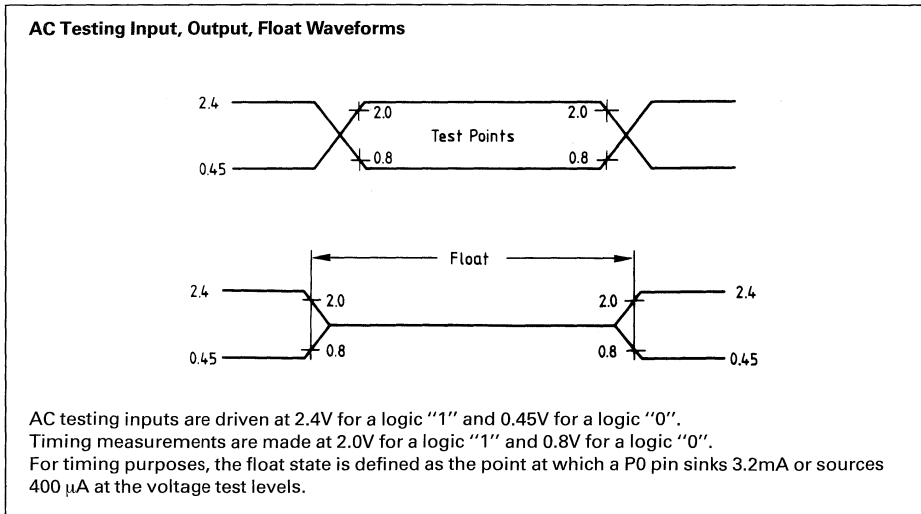 AC Testing Input, Output, Float Waveforms
2.4
2.0
2.0
Test Points
0.8
0.8
0.45
Float
2.4
2.0
2.0
2.4
0.45
0.8
0.8
0.45
AC testing inputs are driven at 2.4V for a logic "1" and 0.45V for a logic "0".
Timing measurements are made at 2.0V for a logic "1" and 0.8V for a logic "0".
For timing purposes, the float state is defined as the point at which a P0 pin sinks 3.2mA or sources
400 µA at the voltage test levels.